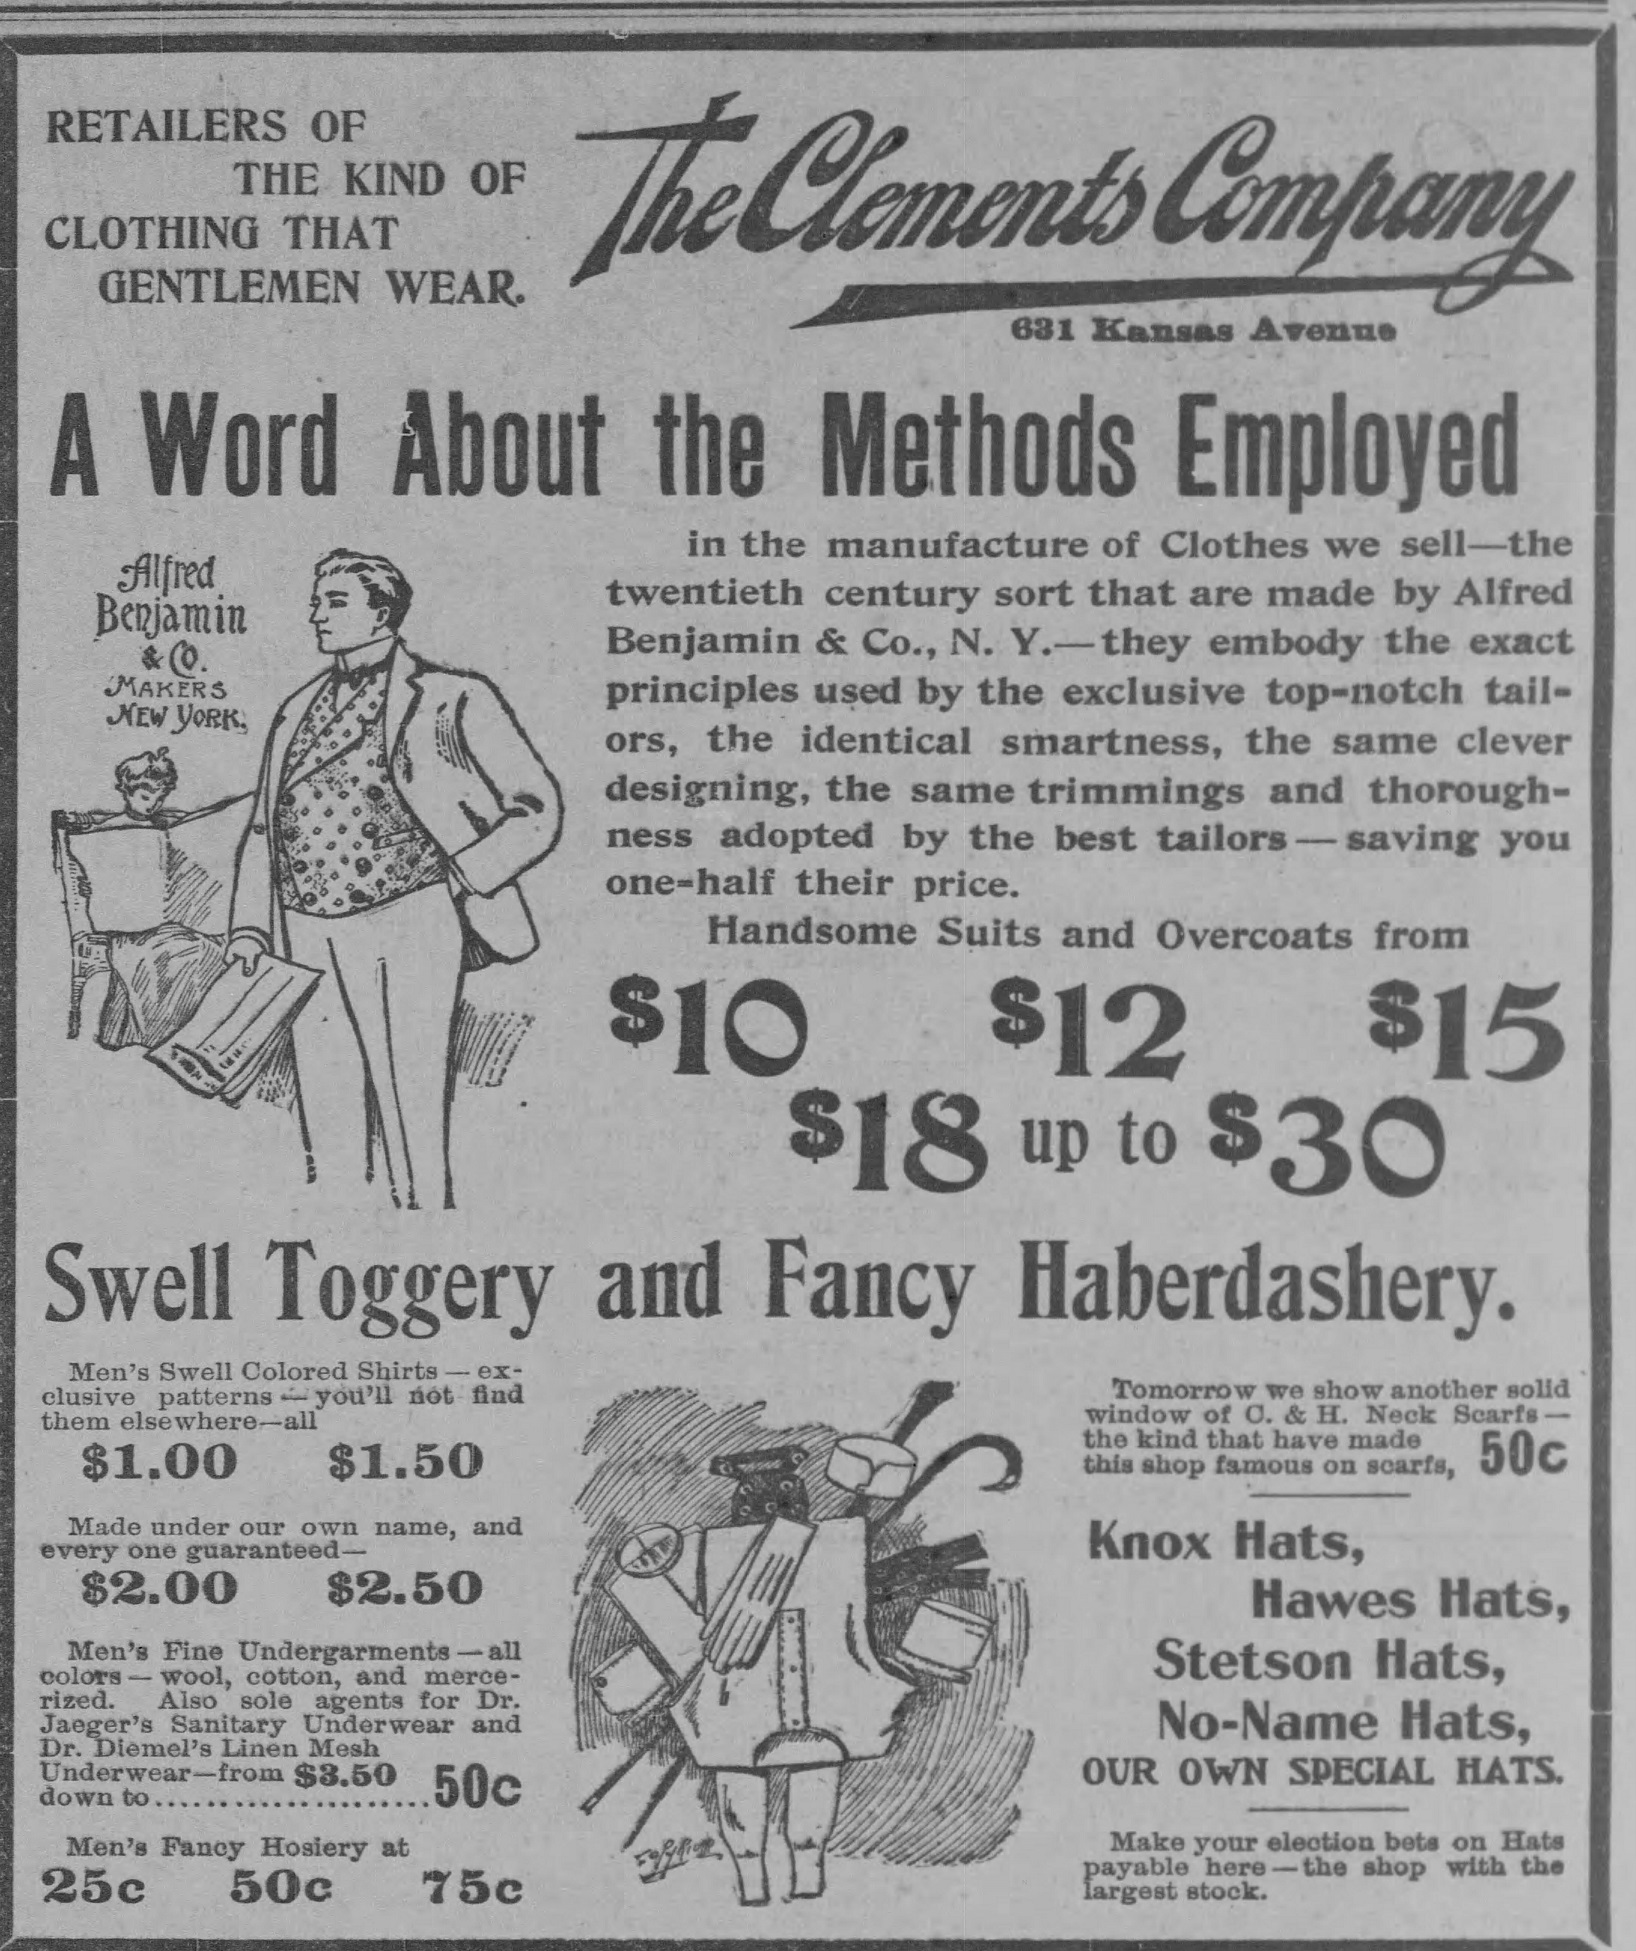 RETAILERS OF
THE KIND OF
CLOTHING THAT
GENTLEMEN WEAR.
The Clements Company
631 Kansas Avenue
A Word About the Methods Employed
Alfred
Benjamin
& Co.
MAKERS
NEW YORK.
in the manufacture of Clothes we sell—the
twentieth century sort that are made by Alfred
Benjamin & Co., N. Y.—they embody the exact
principles used by the exclusive top-notch tail-
ors, the identical smartness, the same clever
designing, the same trimmings and thorough-
ness adopted by the best tailors—saving you
one-half their price.
Handsome Suits and Overcoats from
$10 $12 $15
$18 up to $30
Swell Toggery and Fancy Haberdashery.
Men's Swell Colored Shirts—ex-
clusive patterns—you'll not find
them elsewhere—all
$1.00 $1.50
Made under our own name, and
every one guaranteed—
$2.00 $2.50
Men's Fine Undergarments—all
colors—wool, cotton, and merce-
rized. Also sole agents for Dr.
Jaeger's Sanitary Underwear and
Dr. Diemel's Linen Mesh
Underwear—from $3.50
down to...................... 50c
Men's Fancy Hosiery at
25c 50c 75c
Tomorrow we show another solid
window of C. & H. Neck Scarfs—
the kind that have made
this shop famous on scarfs, 50c
Knox Hats,
Hawes Hats,
Stetson Hats,
No-Name Hats,
OUR OWN SPECIAL HATS.
Make your election bets on Hats
payable here—the shop with the
largest stock.